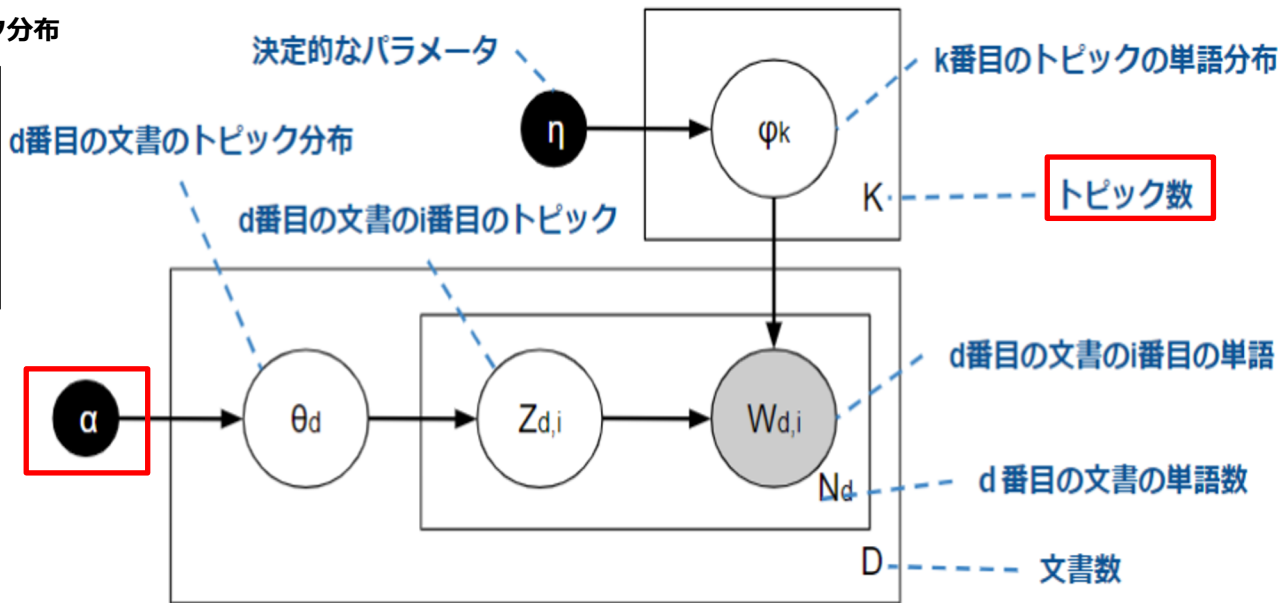 ク分布
決定的なパラメータ
k番目のトピックの単語分布
η
φk
d番目の文書のトピック分布
K
トピック数
d番目の文書のi番目のトピック
d番目の文書のi番目の単語
α
θd
Zd,i
Wd,i
Nd
d番目の文書の単語数
D
文書数